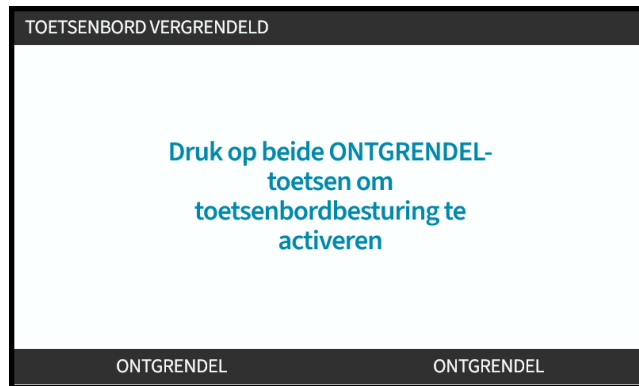 TOETSENBORD VERGRENDELD
Druk op beide ONTGRENDEL-
toetsen om
toetsenbordbesturing te
activeren
ONTGRENDEL ONTGRENDEL